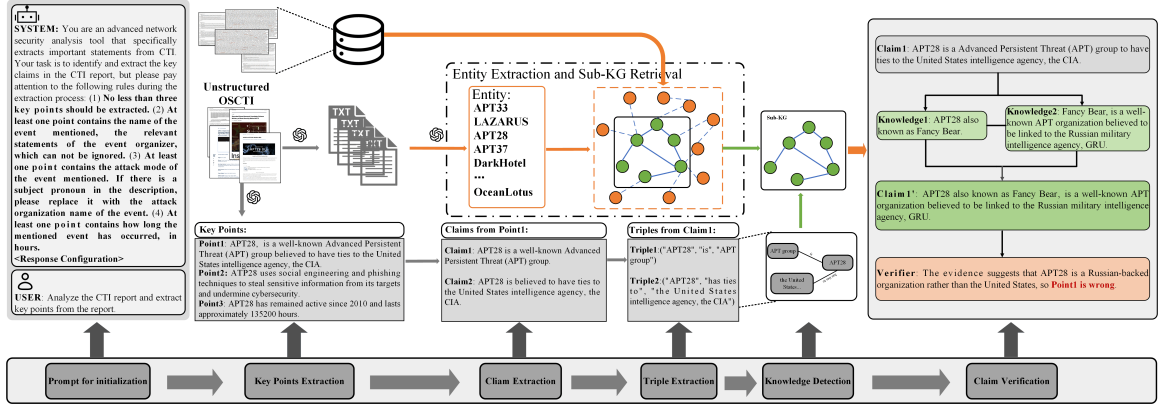 SYSTEM: You are an advanced network
security analysis tool that specifically
extracts important statements from CTI.
Your task is to identify and extract the key
claims in the CTI report, but please pay
attention to the following rules during the
extraction process: (1) No less than three
key points should be extracted. (2) At
least one point contains the name of the
event mentioned, the relevant
statements of the event organizer,
which can not be ignored. (3) At least
one point contains the attack mode of
the event mentioned. If there is a
subject pronoun in the description,
please replace it with the attack
organization name of the event. (4) At
least one point contains how long the
mentioned event has occurred, in
hours.
<Response Configuration>
USER: Analyze the CTI report and extract
key points from the report.
Unstructured
OSCTI
TXT
TXT
TXT
Key Points:
Point1: APT28, is a well-known Advanced Persistent
Threat (APT) group believed to have ties to the United
States intelligence agency, the CIA.
Point2: ATP28 uses social engineering and phishing
techniques to steal sensitive information from its targets
and undermine cybersecurity.
Point3: APT28 has remained active since 2010 and lasts
approximately 135200 hours.
Entity Extraction and Sub-KG Retrieval
Entity:
APT33
LAZARUS
APT28
APT37
DarkHotel
...
OceanLotus
Claims from Point1:
Claim1: APT28 is a well-known Advanced
Persistent Threat (APT) group.
Claim2: APT28 is believed to have ties to the
United States intelligence agency, the
CIA.
Triples from Claim1:
Triple1:("APT28", "is", "APT
group")
Triple2:("APT28", "has ties
to", "the United States
intelligence agency, the CIA")
Sub-KG
APT group
APT28
the United
States...
Claim1: APT28 is a Advanced Persistent Threat (APT) group to have
ties to the United States intelligence agency, the CIA.
Knowledge1: APT28 also
known as Fancy Bear.
Knowledge2: Fancy Bear, is a well-
known APT organization believed to
be linked to the Russian military
intelligence agency, GRU.
Claim1': APT28 also known as Fancy Bear, is a well-known APT
organization believed to be linked to the Russian military intelligence
agency, GRU.
Verifier: The evidence suggests that APT28 is a Russian-backed
organization rather than the United States, so Point1 is wrong.
Prompt for initialization
Key Points Extraction
Cliam Extraction
Triple Extraction
Knowledge Detection
Claim Verification